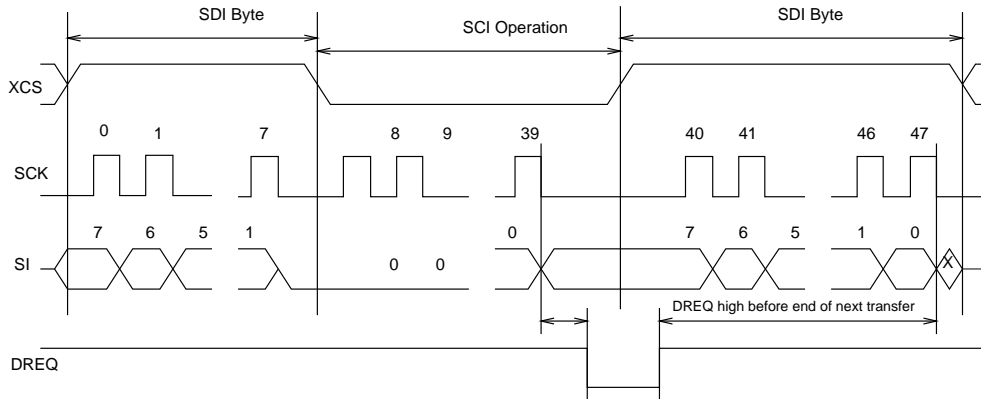 SDI Byte SCI Operation SDI Byte
XCS
0 1 7 8 9 39 40 41 46 47
SCK
7 6 5 1 0 7 6 5 1 0
SI 0 0 X
DREQ high before end of next transfer
DREQ